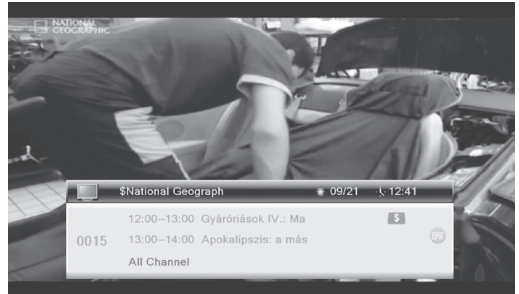 NATIONAL
GEOGRAPHIC
$National Geograph 09/21 12:41
12:00--13:00 Gyáróriások IV.: Ma
$
0015 13:00--14:00 Apokalipszis: a más
EPG
All Channel